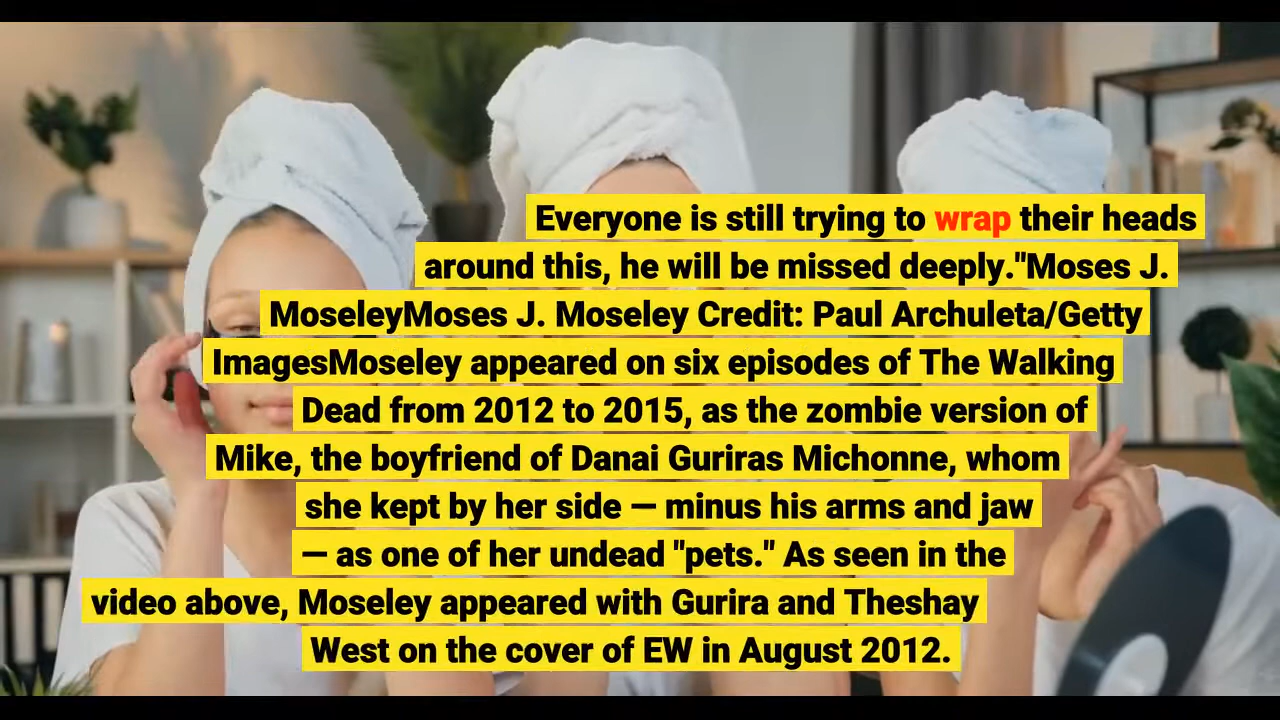 Everyone is still trying to wrap their heads
around this, he will be missed deeply."Moses J.
MoseleyMoses J. Moseley Credit: Paul Archuleta/Getty
ImagesMoseley appeared on six episodes of The Walking
Dead from 2012 to 2015, as the zombie version of
Mike, the boyfriend of Danai Guriras Michonne, whom
she kept by her side — minus his arms and jaw
— as one of her undead "pets." As seen in the
video above, Moseley appeared with Gurira and Theshay
West on the cover of EW in August 2012.